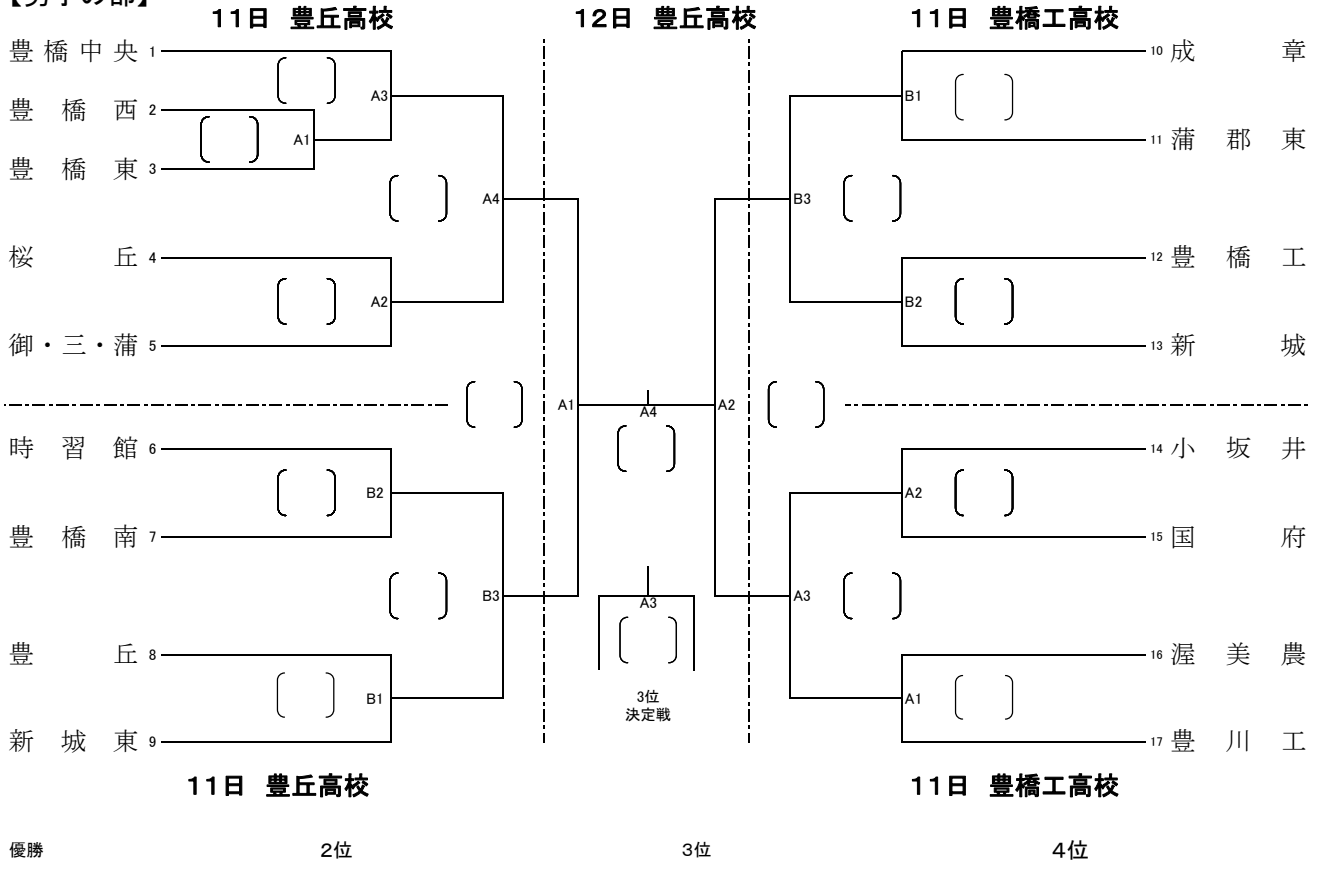 【男子の部】
11日 豊丘高校
12日 豊丘高校
11日 豊橋工高校
豊橋中央 1
豊橋西 2
豊橋東 3
桜丘 4
御・三・蒲 5
時習館 6
豊橋南 7
豊丘 8
新城東 9
A3
A1
A4
A2
B2
B3
B1
A1
A4
A2
A3
3位
決定戦
B1
B3
B2
A2
A3
A1
10 成章
11 蒲郡東
12 豊橋工
13 新城
14 小坂井
15 国府
16 渥美農
17 豊川工
11日 豊丘高校
11日 豊橋工高校
優勝
2位
3位
4位